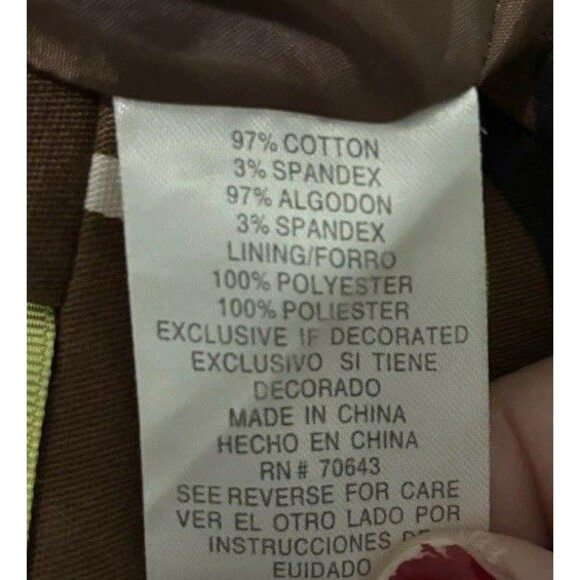 97% COTTON
3% SPANDEX
97% ALGODON
3% SPANDEX
LINING/FORRO
100% POLYESTER
100% POLIESTER
EXCLUSIVE IF DECORATED
EXCLUSIVO SI TIENE
DECORADO
MADE IN CHINA
HECHO EN CHINA
RN # 70643
SEE REVERSE FOR CARE
VER EL OTRO LADO POR
INSTRUCCIONES DE
EUIDADO